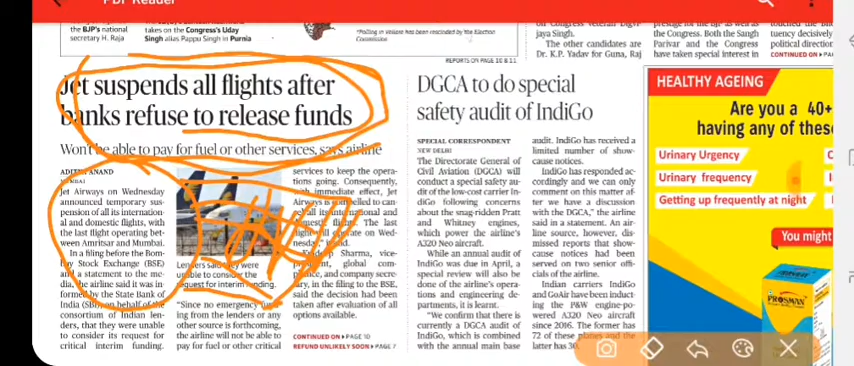 PDF Reader
the BJP's national
secretary H. Raja
takes on the Congress's Uday
Singh alias Pappu Singh in Purnia
*Polling in Vellore has been rescinded by the Election
Commission
jaya Singh.
The other candidates are
Dr. K.P. Yadav for Guna, Raj
the Congress. Both the Sangh
Parivar and the Congress
have taken special interest in
tuency decisively
political direction
CONTINUED ON
REPORTS ON PAGE 10 & 11
Jet suspends all flights after
banks refuse to release funds
Won't be able to pay for fuel or other services, says airline
ANAND
Jet Airways on Wednesday
announced temporary sus-
pension of all its internation-
al and domestic flights, with
the last flight operating bet-
ween Amritsar and Mumbai.
In a filing before the Bom-
bay Stock Exchange (BSE)
and a statement to the me-
dia, the airline said it was in-
formed by the State Bank of
India (SBI) on behalf of the
consortium of Indian len-
ders, that they were unable
to consider its request for
critical interim funding.
Lenders said they were
unable to consider the
request for interim funding.
"Since no emergency
ing from the lenders or any
other source is forthcoming,
the airline will not be able to
pay for fuel or other critical
services to keep the opera-
tions going. Consequently,
with immediate effect, Jet
Airways is compelled to can-
cel all international and
domestic flights. The last
flight will operate on Wed-
nesday,"
Sharma, vice-
president, global com-
pliance, and company secre-
tary, in the filing to the BSE,
said the decision had been
taken after evaluation of all
options available.
CONTINUED ON PAGE 10
REFUND UNLIKELY SOON PAGE 7
DGCA to do special
safety audit of IndiGo
SPECIAL CORRESPONDENT
NEW DELHI
The Directorate General of
Civil Aviation (DGCA) will
conduct a special safety au-
dit of the low-cost carrier In-
diGo following concerns
about the snag-ridden Pratt
and Whitney engines,
which power the airline's
A320 Neo aircraft.
While an annual audit of
IndiGo was due in April, a
special review will also be
done of the airline's opera-
tions and engineering de-
partments, it is learnt.
"We confirm that there is
currently a DGCA audit of
IndiGo, which is combined
with the annual main base
audit. IndiGo has received a
limited number of show-
cause notices.
IndiGo has responded ac-
cordingly and we can only
comment on this matter af-
ter we have a discussion
with the DGCA," the airline
said in a statement. An air-
line source, however, dis-
missed reports that show-
cause notices had been
served on two senior offi-
cials of the airline.
Indian carriers IndiGo
and GoAir have been induct-
ing the P&W engine-po-
wered A320 Neo aircraft
since 2016. The former has
72 of these planes and the
latter has 30.
HEALTHY AGEING
Are you a 40+
having any of these
Urinary Urgency
Urinary frequency
Getting up frequently at night
You might
PROSMAN